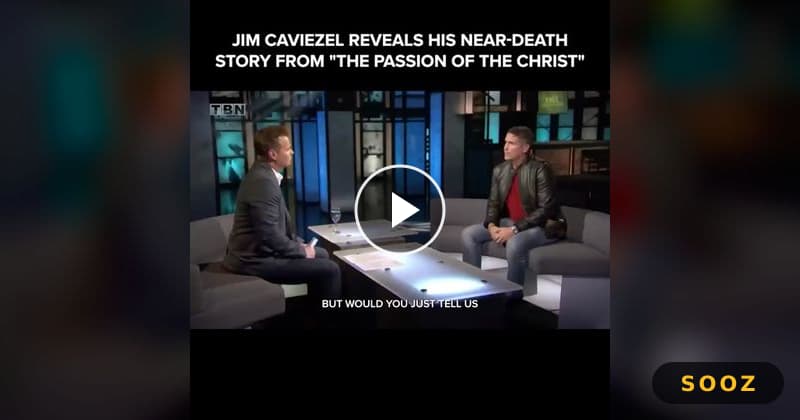 JIM CAVIEZEL REVEALS HIS NEAR-DEATH
STORY FROM "THE PASSION OF THE CHRIST"
TBN
BUT WOULD YOU JUST TELL US
SOOZ